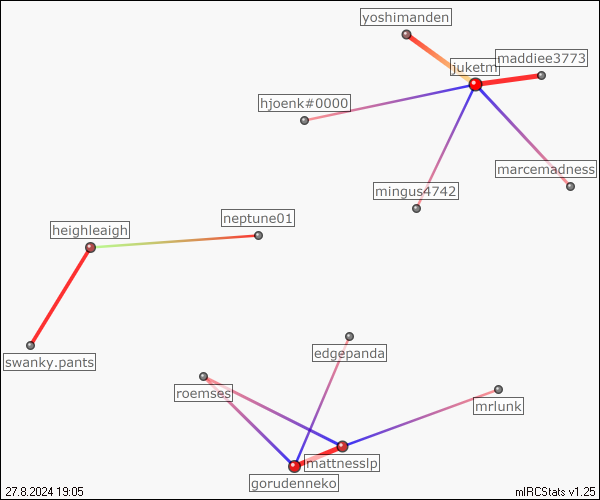 yoshimanden
juketm
maddiee3773
hjoenk#0000
marcemadness
mingus4742
neptune01
heighleaigh
swanky.pants
edgepanda
roemses
mrlunk
mattnesslp
gorudenneko
27.8.2024 19:05
mIRCStats v1.25